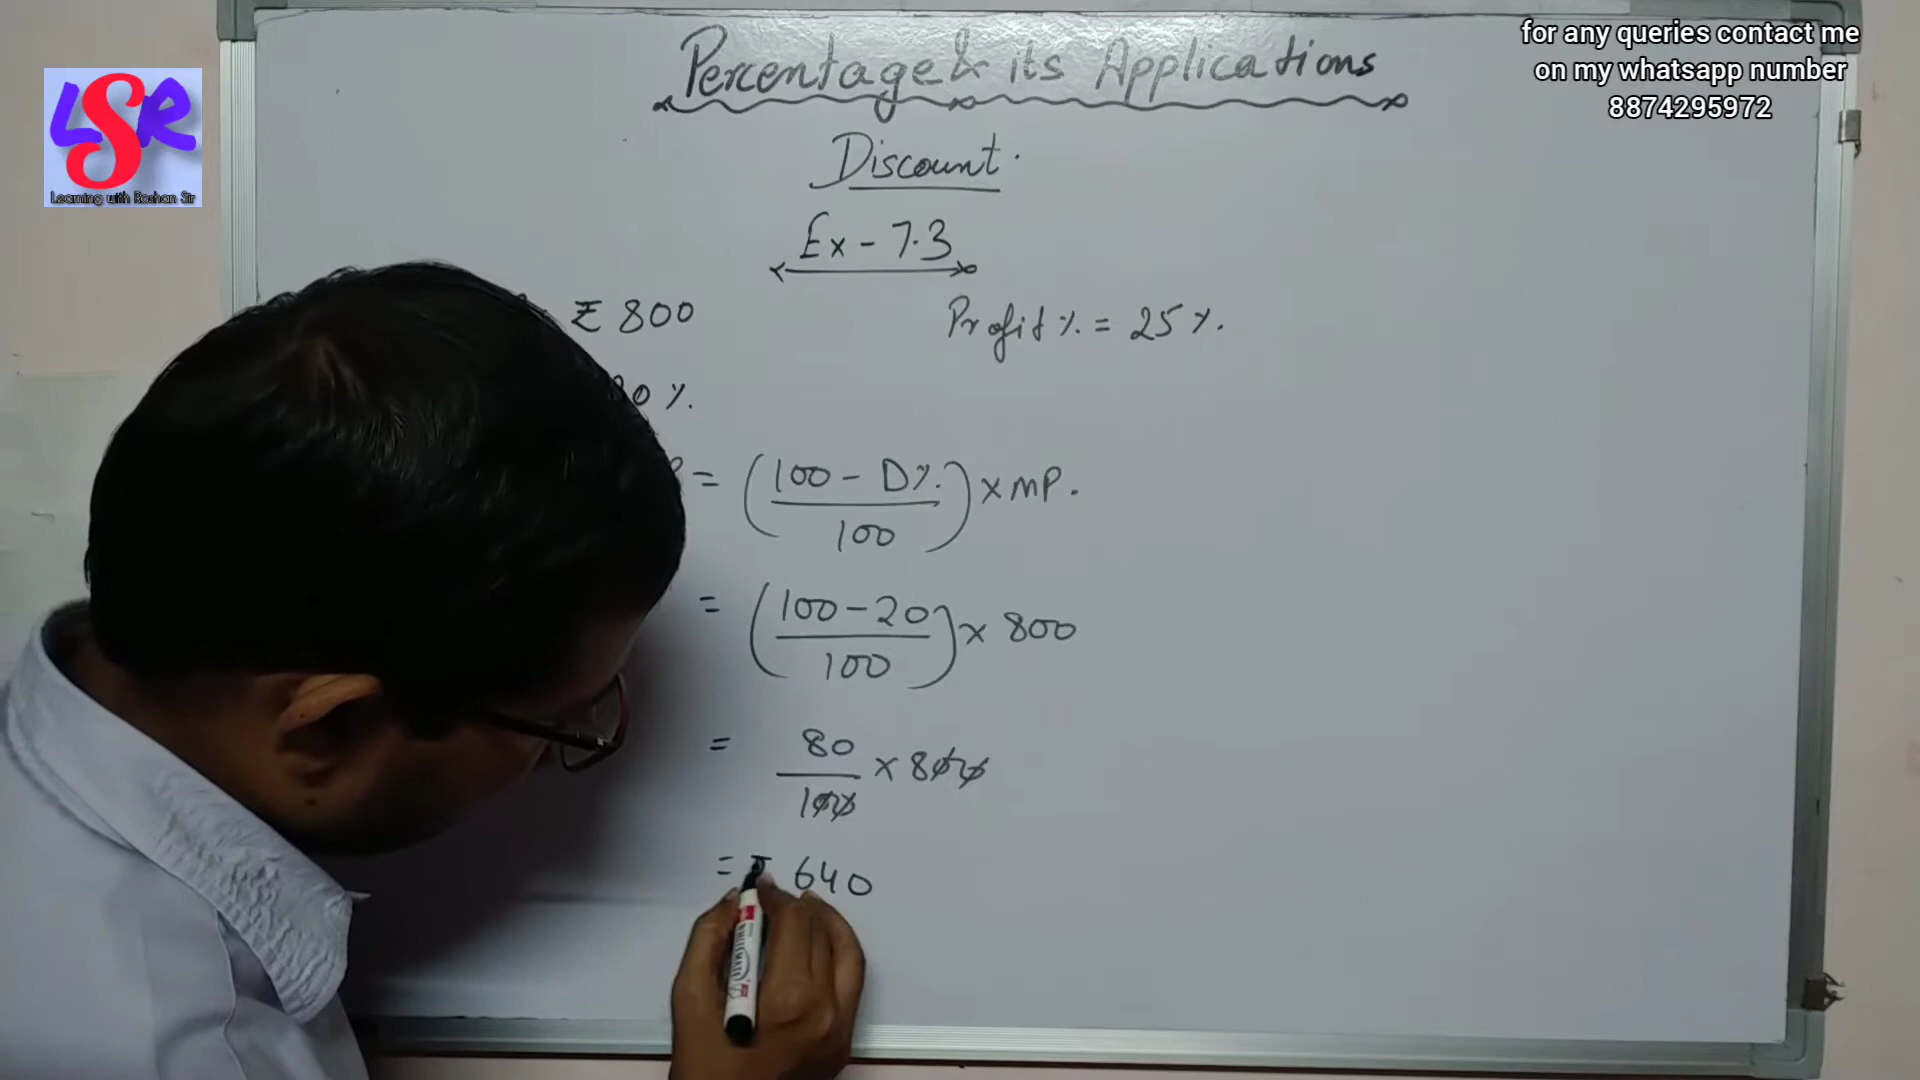 for any queries contact me
on my whatsapp number
8874295972
LSR
Learning with Roshan Sir
Percentage & its Applications
Discount.
Ex - 7.3
₹ 800
Profit % = 25 %.
0 %.
= (100 - D% / 100) × MP.
= (100 - 20 / 100) × 800
= 80 / 100 × 800
= ₹ 640